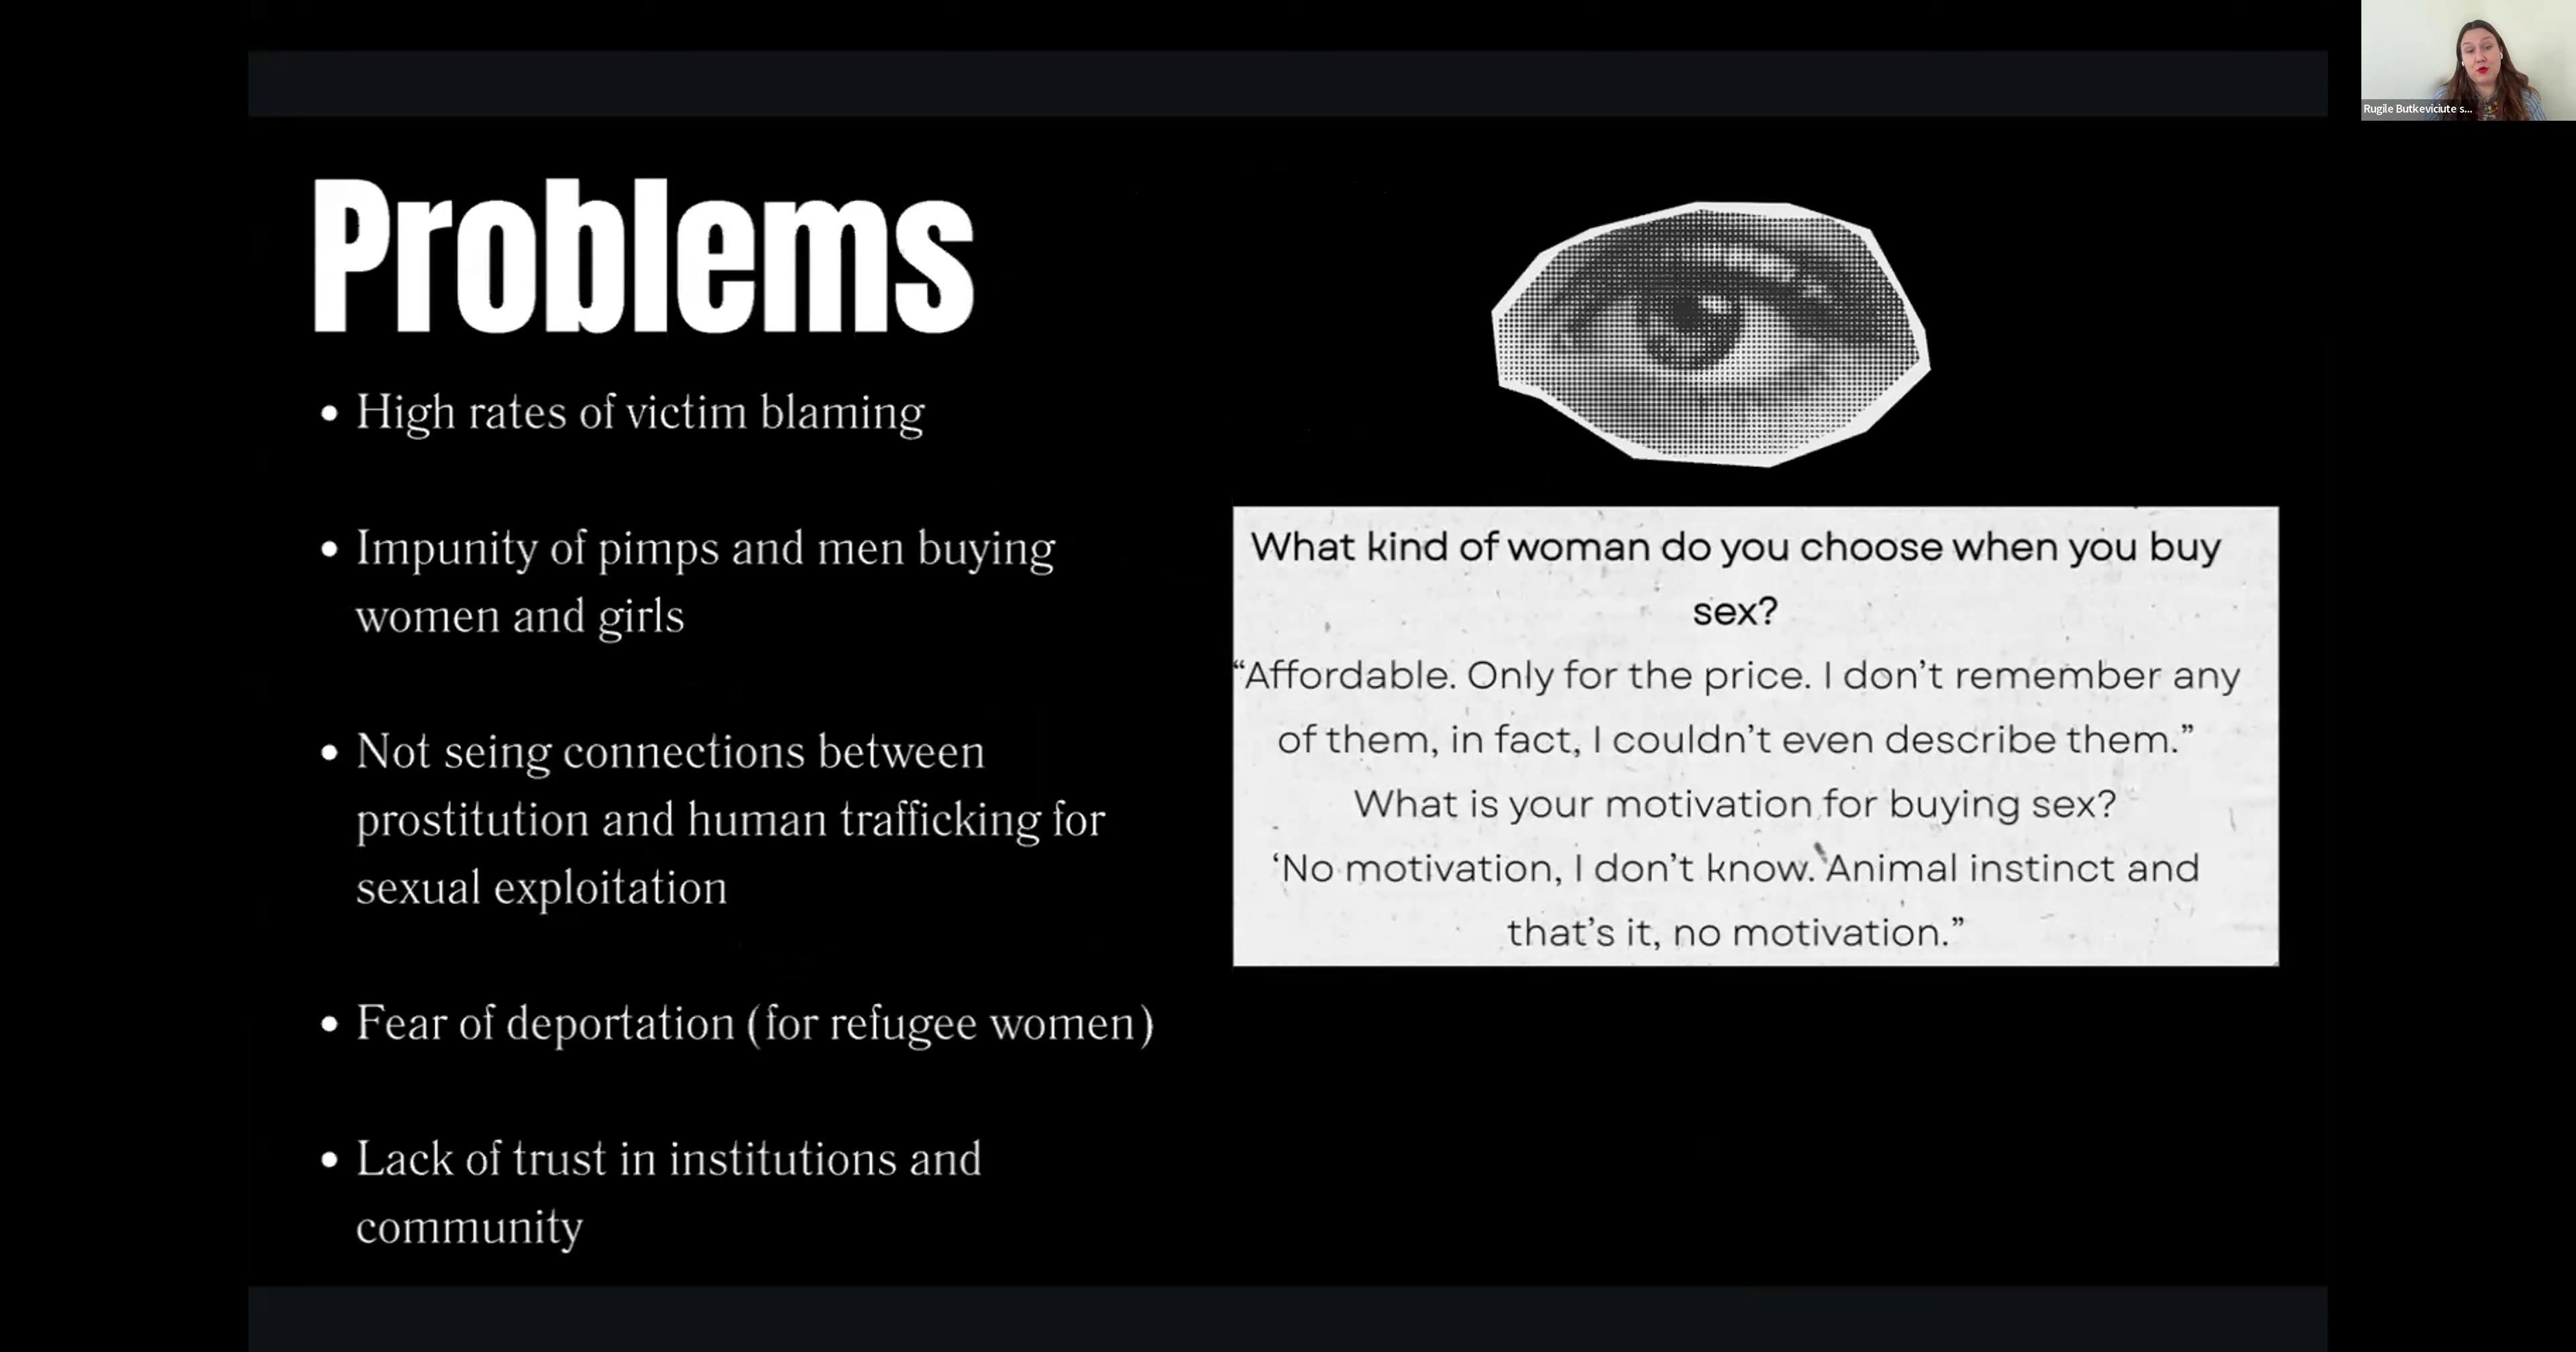 Problems
• High rates of victim blaming
• Impunity of pimps and men buying
women and girls
• Not seing connections between
prostitution and human trafficking for
sexual exploitation
• Fear of deportation (for refugee women)
• Lack of trust in institutions and
community
What kind of woman do you choose when you buy
sex?
“Affordable. Only for the price. I don’t remember any
of them, in fact, I couldn’t even describe them.”
What is your motivation for buying sex?
‘No motivation, I don’t know. Animal instinct and
that’s it, no motivation.”
Rugile Butkeviciute s...